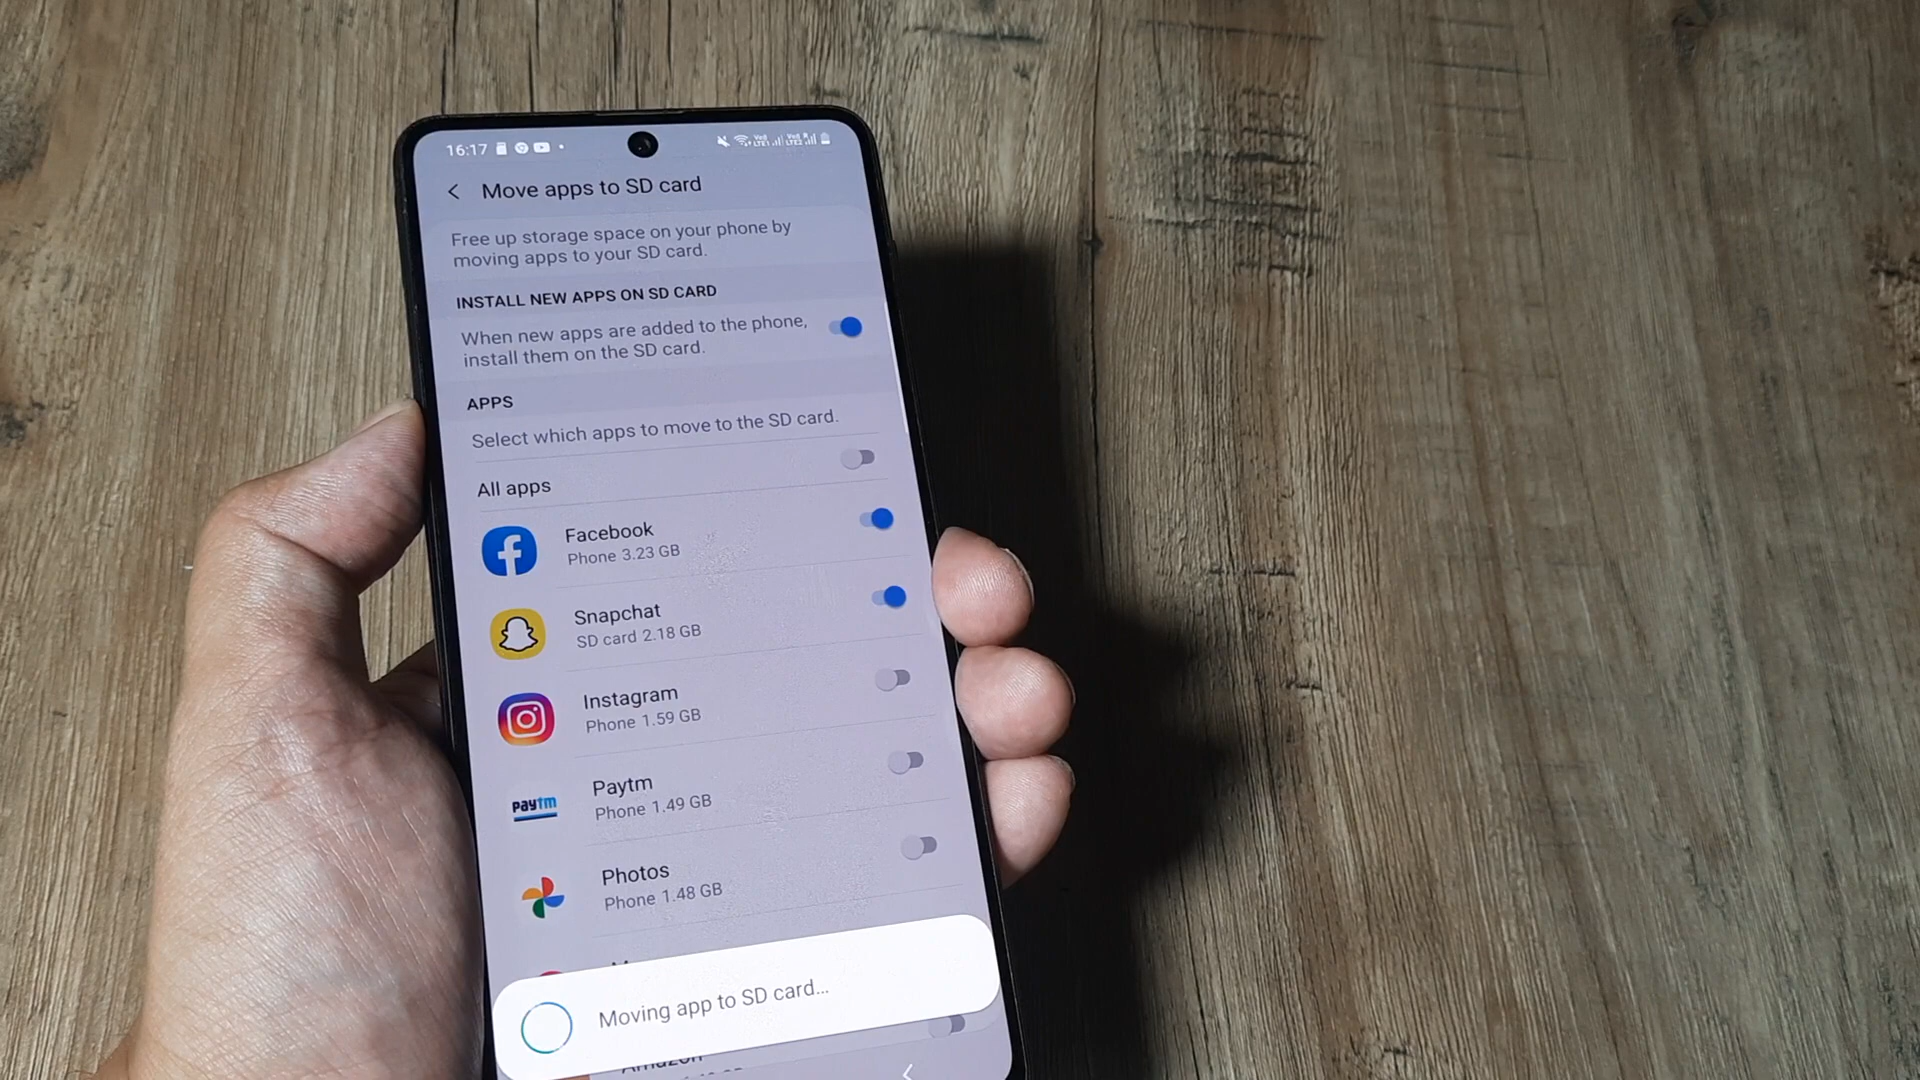 16:17
Move apps to SD card
Free up storage space on your phone by
moving apps to your SD card.
INSTALL NEW APPS ON SD CARD
When new apps are added to the phone,
install them on the SD card.
APPS
Select which apps to move to the SD card.
All apps
Facebook
Phone 3.23 GB
Snapchat
SD card 2.18 GB
Instagram
Phone 1.59 GB
paytm
Paytm
Phone 1.49 GB
Photos
Phone 1.48 GB
Moving app to SD card...
Amazon